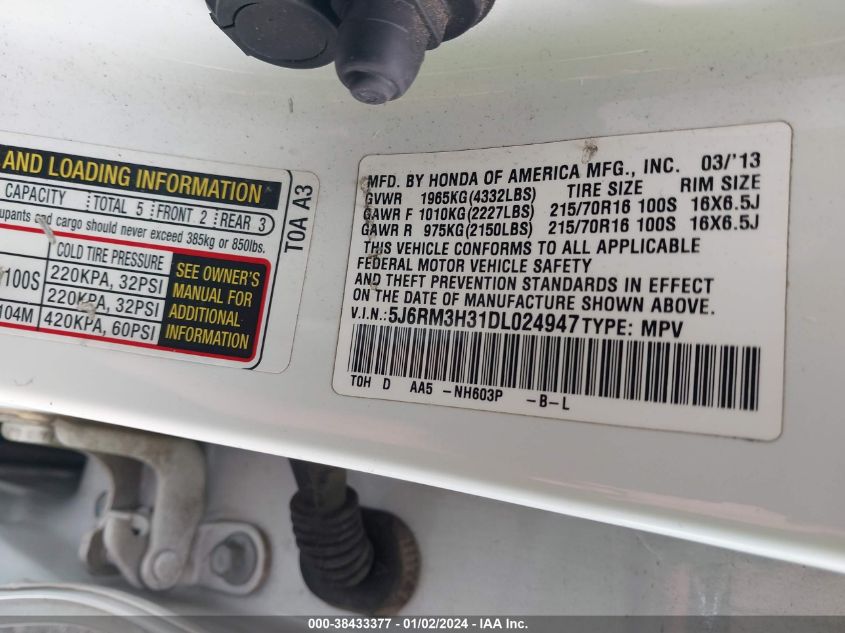 AND LOADING INFORMATION
CAPACITY TOTAL 5 FRONT 2 REAR 3
and cargo should never exceed 385kg or 850lbs.
COLD TIRE PRESSURE
100S 220KPA, 32PSI
220KPA, 32PSI
104M 420KPA, 60PSI
SEE OWNER'S
MANUAL FOR
ADDITIONAL
INFORMATION
T0A A3
MFD. BY HONDA OF AMERICA MFG., INC. 03/'13
GVWR 1965KG(4332LBS) TIRE SIZE RIM SIZE
GAWR F 1010KG(2227LBS) 215/70R16 100S 16X6.5J
GAWR R 975KG(2150LBS) 215/70R16 100S 16X6.5J
THIS VEHICLE CONFORMS TO ALL APPLICABLE
FEDERAL MOTOR VEHICLE SAFETY
AND THEFT PREVENTION STANDARDS IN EFFECT
ON THE DATE OF MANUFACTURE SHOWN ABOVE.
V.I.N.: 5J6RM3H31DL024947 TYPE: MPV
T0H D AA5 -NH603P -B-L
000-38433377 - 01/02/2024 - IAA Inc.